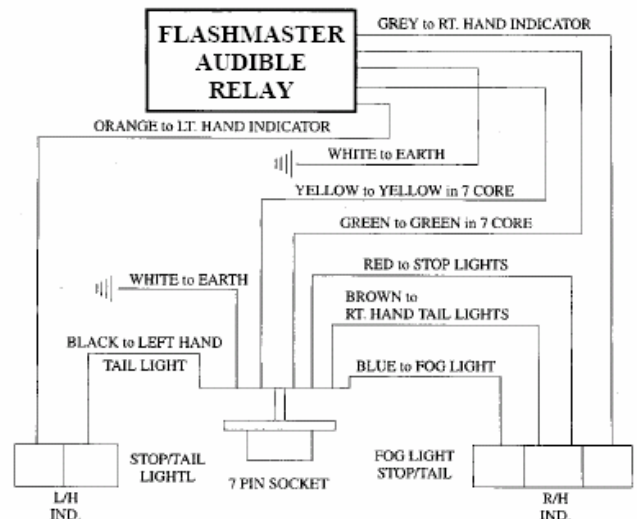 FLASHMASTER
AUDIBLE
RELAY
GREY to RT. HAND INDICATOR
ORANGE to LT. HAND INDICATOR
WHITE to EARTH
YELLOW to YELLOW in 7 CORE
GREEN to GREEN in 7 CORE
RED to STOP LIGHTS
WHITE to EARTH
BROWN to
RT. HAND TAIL LIGHTS
BLACK to LEFT HAND
TAIL LIGHT
BLUE to FOG LIGHT
STOP/TAIL
LIGHTL
7 PIN SOCKET
FOG LIGHT
STOP/TAIL
L/H
IND.
R/H
IND.